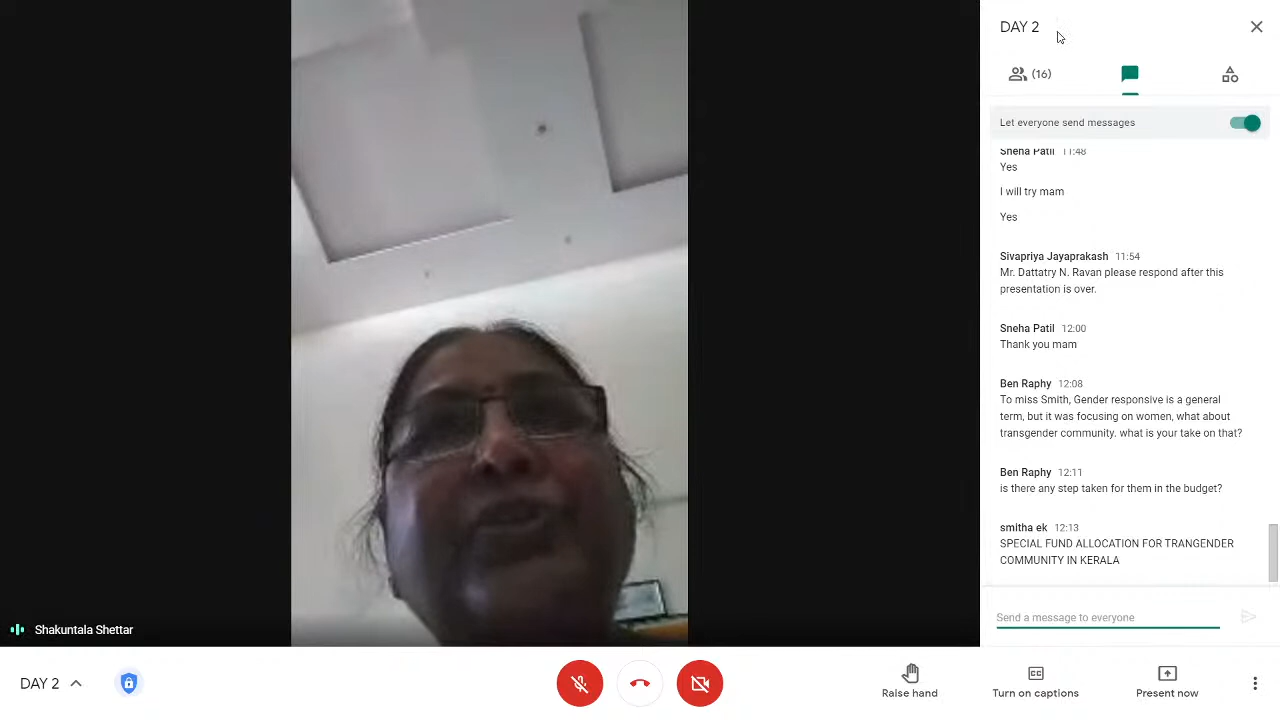 DAY 2
(16)
Let everyone send messages
Sneha Patil 11:48
Yes
I will try mam
Yes
Sivapriya Jayaprakash 11:54
Mr. Dattatry N. Ravan please respond after this
presentation is over.
Sneha Patil 12:00
Thank you mam
Ben Raphy 12:08
To miss Smith, Gender responsive is a general
term, but it was focusing on women, what about
transgender community. what is your take on that?
Ben Raphy 12:11
is there any step taken for them in the budget?
smitha ek 12:13
SPECIAL FUND ALLOCATION FOR TRANGENDER
COMMUNITY IN KERALA
Send a message to everyone
Shakuntala Shettar
DAY 2
Raise hand
CC
Turn on captions
Present now